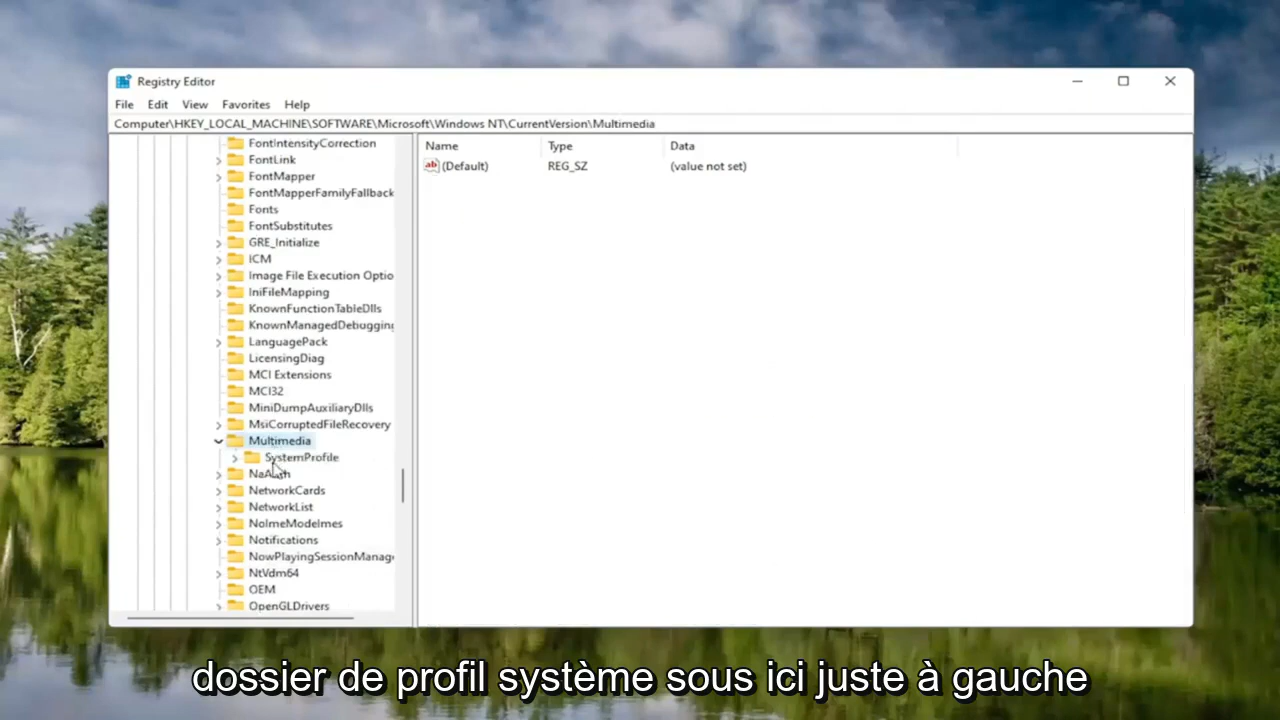 Registry Editor
File Edit View Favorites Help
Computer\HKEY_LOCAL_MACHINE\SOFTWARE\Microsoft\Windows NT\CurrentVersion\Multimedia
FontIntensityCorrection
FontLink
FontMapper
FontMapperFamilyFallback
Fonts
FontSubstitutes
GRE_Initialize
ICM
Image File Execution Optio
IniFileMapping
KnownFunctionTableDlls
KnownManagedDebugging
LanguagePack
LicensingDiag
MCI Extensions
MCI32
MiniDumpAuxiliaryDlls
MsiCorruptedFileRecovery
Multimedia
SystemProfile
NetworkCards
NetworkList
NoImeModeImes
Notifications
NowPlayingSessionManage
NtVdm64
OEM
OpenGLDrivers
Name Type Data
(Default) REG_SZ (value not set)
dossier de profil système sous ici juste à gauche